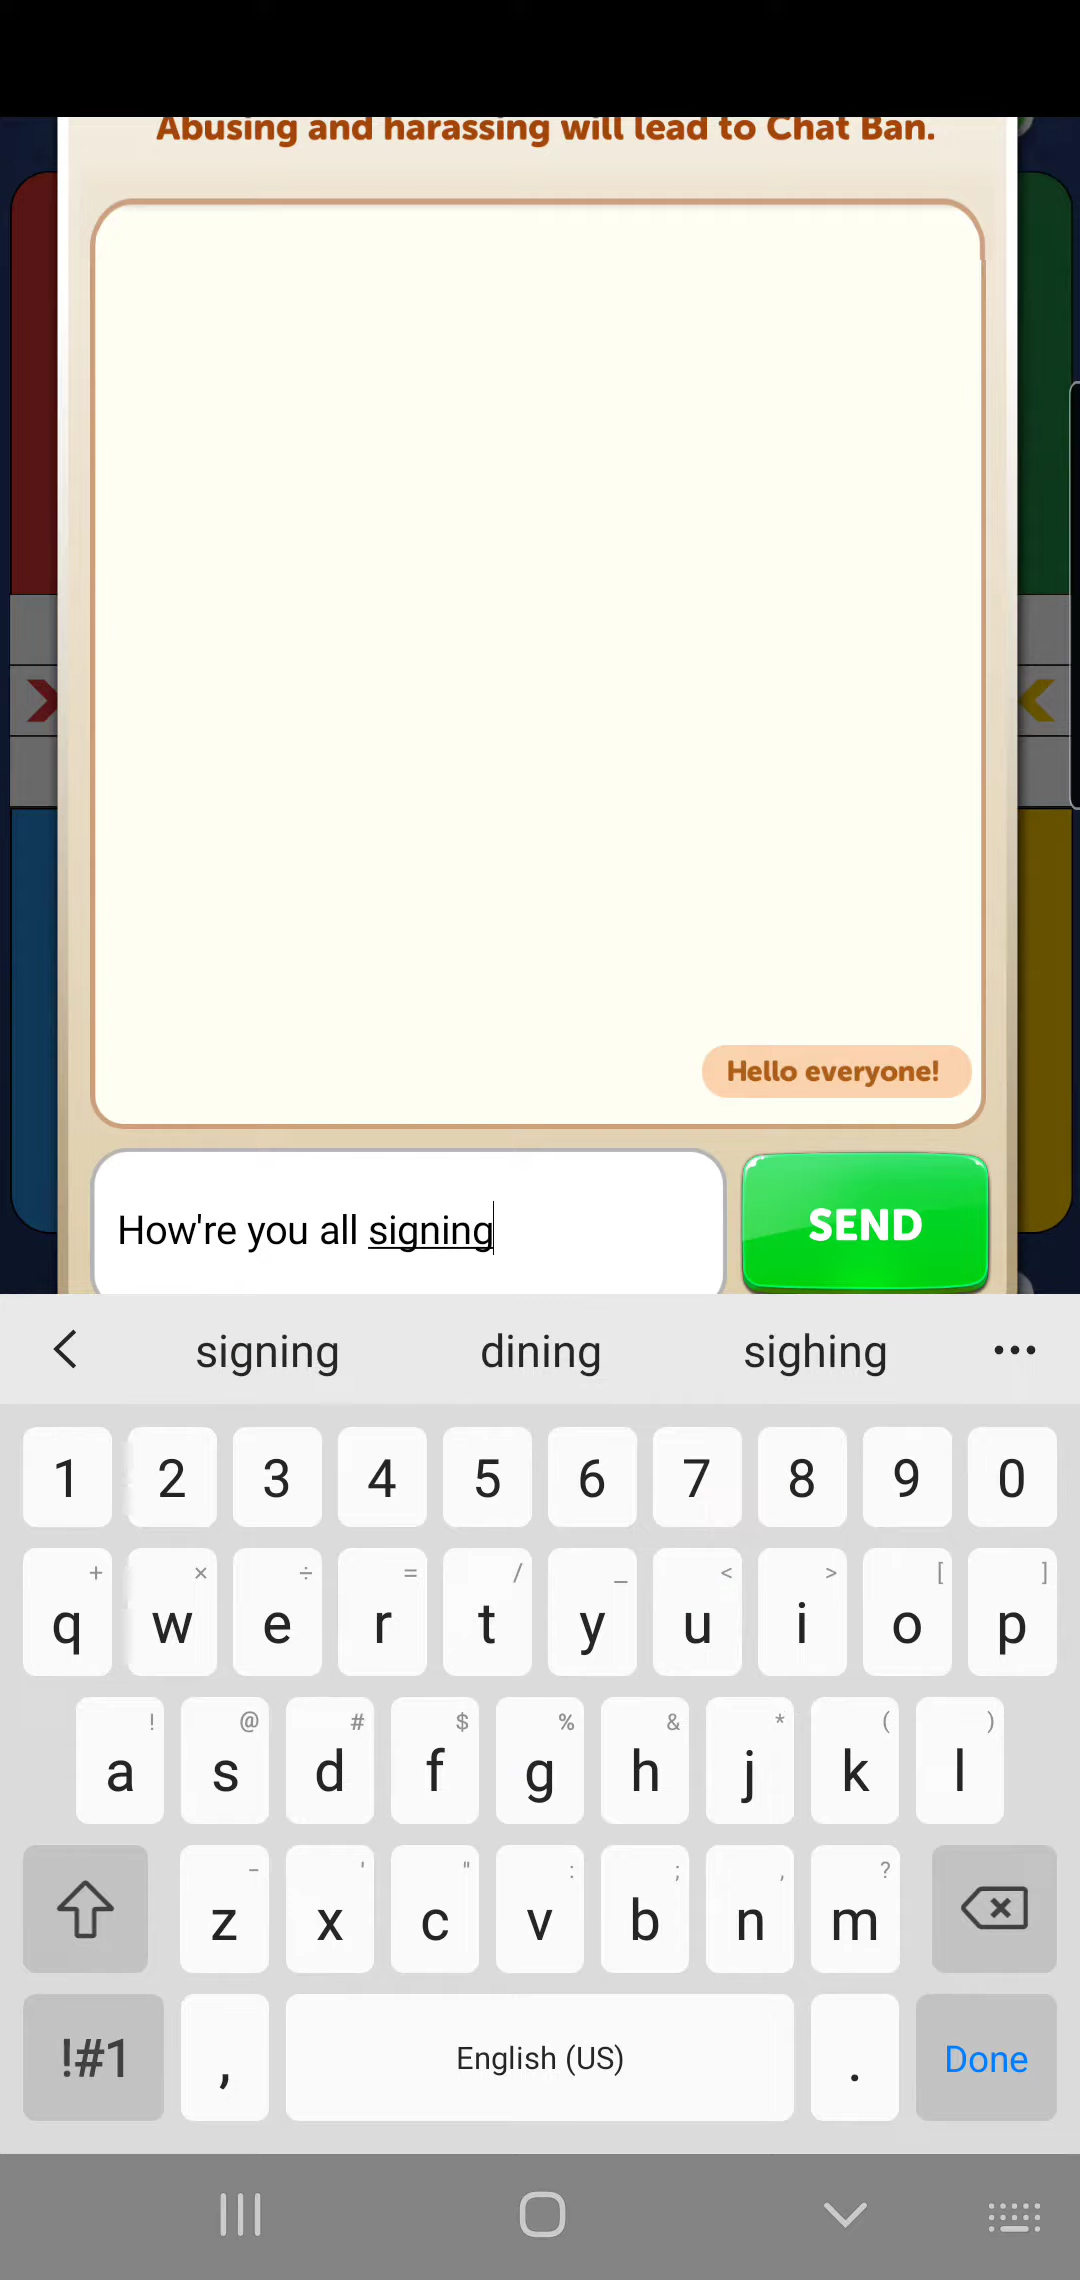 Abusing and harassing will lead to Chat Ban.
Hello everyone!
How're you all signing
SEND
signing dining sighing
1 2 3 4 5 6 7 8 9 0
+ × ÷ = / _ < > [ ]
q w e r t y u i o p
! @ # $ % & * ( )
a s d f g h j k l
- ' " : ; , ?
z x c v b n m
!#1 , English (US) . Done